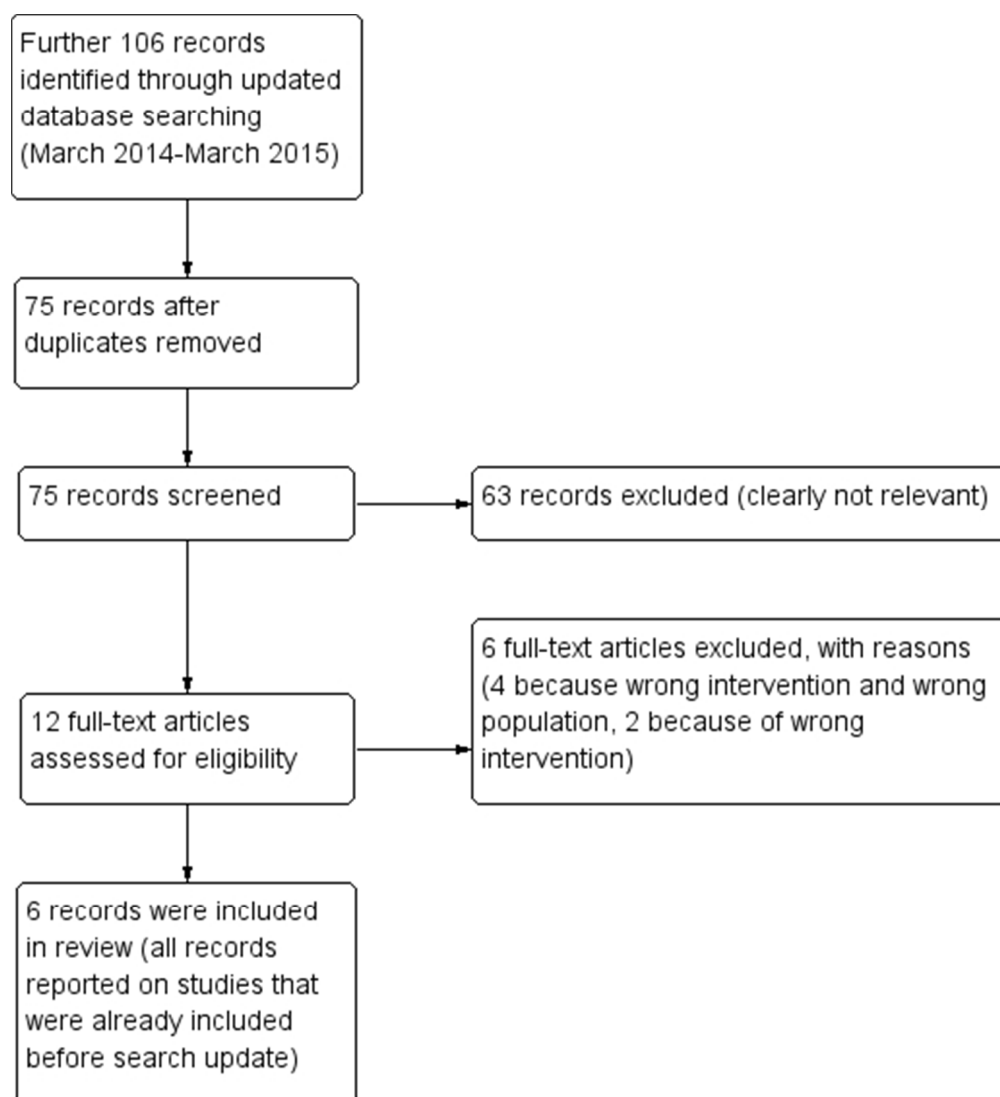 Further 106 records
identified through updated
database searching
(March 2014-March 2015)
75 records after
duplicates removed
75 records screened
63 records excluded (clearly not relevant)
12 full-text articles
assessed for eligibility
6 full-text articles excluded, with reasons
(4 because wrong intervention and wrong
population, 2 because of wrong
intervention)
6 records were included
in review (all records
reported on studies that
were already included
before search update)